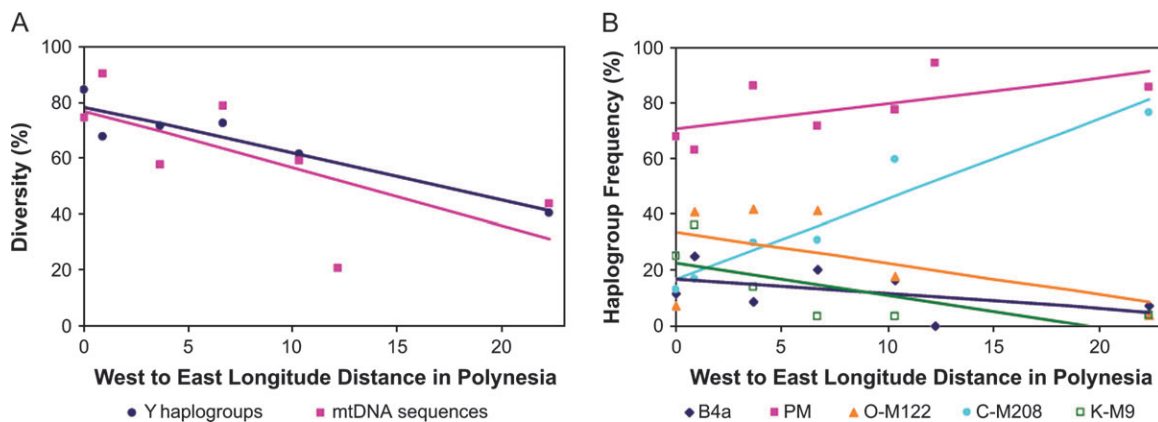 A
Diversity (%)
100
80
60
40
20
0
0 5 10 15 20
West to East Longitude Distance in Polynesia
Y haplogroups mtDNA sequences
B
Haplogroup Frequency (%)
100
80
60
40
20
0
0 5 10 15 20
West to East Longitude Distance in Polynesia
B4a PM O-M122 C-M208 K-M9